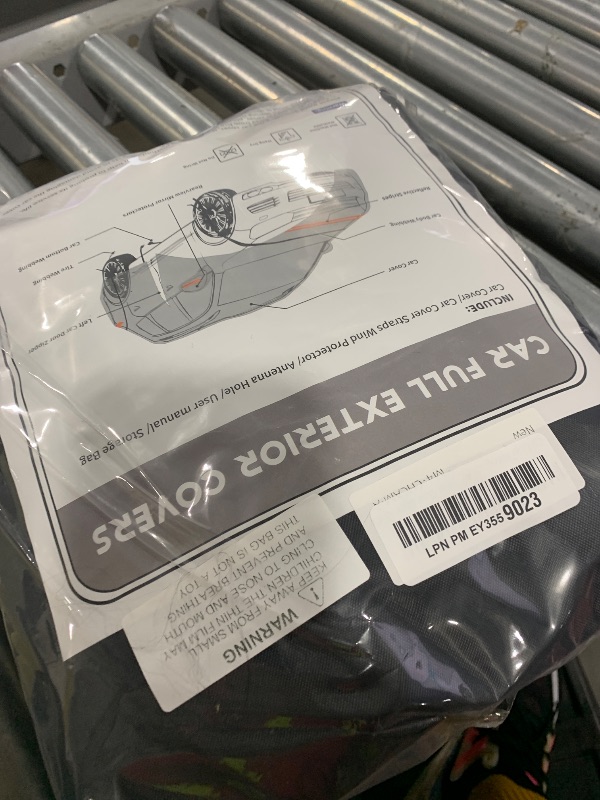 CAR FULL EXTERIOR COVERS
INCLUDE:
Car Cover/ Car Cover Straps Wind Protector/ Antenna Hole/ User manual/ Storage Bag
Car Cover
Left Car Door Zipper
Car Body Webbing
Tire Webbing
Reflective Stripes
Car Bottom Webbing
Rearview Mirror Protectors
WARNING
KEEP AWAY FROM SMALL
CHILDREN. THE THIN FILM MAY
CLING TO NOSE AND MOUTH
AND PREVENT BREATHING
THIS BAG IS NOT A TOY
New
LPN PM EY355 9023